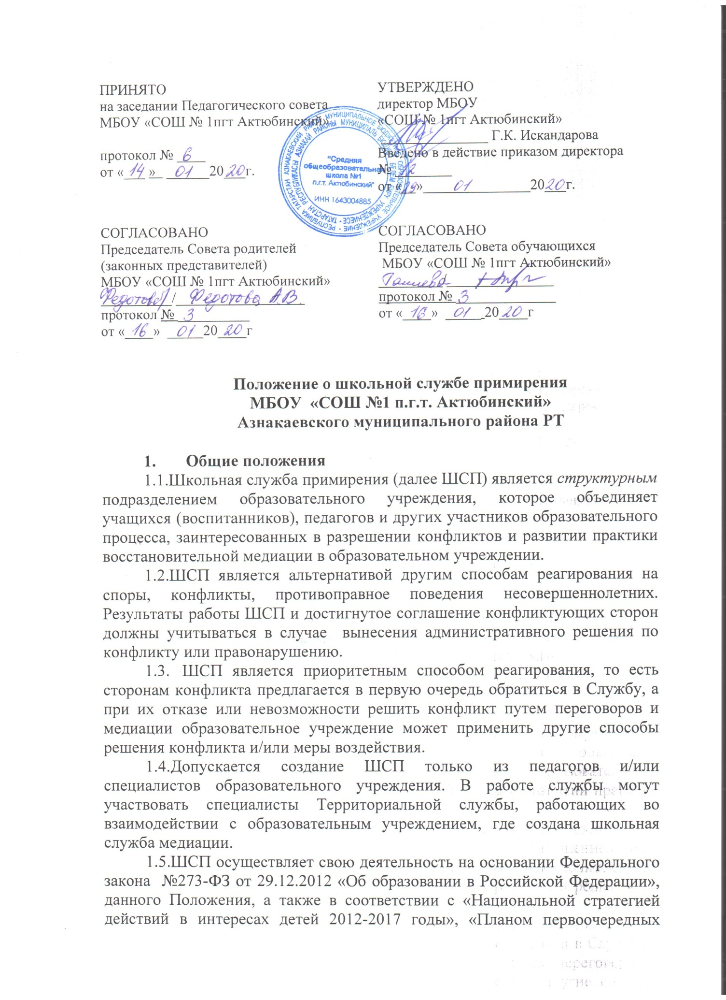 ПРИНЯТО
на заседании Педагогического совета
МБОУ «СОШ № 1пгт Актюбинский»
протокол № 6
от «14» 01 2020г.
УТВЕРЖДЕНО
директор МБОУ
«СОШ № 1пгт Актюбинский»
Г.К. Искандарова
Введено в действие приказом директора
№ 12
от «29» 01 2020г.
"Средняя
общеобразовательная
школа №1
п.г.т. Актюбинский"
ИНН 1643004885
СОГЛАСОВАНО
Председатель Совета родителей
(законных представителей)
МБОУ «СОШ № 1пгт Актюбинский»
Федотова / Федотова А.В.
протокол № 3
от «16» 01 2020г
СОГЛАСОВАНО
Председатель Совета обучающихся
МБОУ «СОШ № 1пгт Актюбинский»
протокол № 3
от «16» 01 2020г
Положение о школьной службе примирения
МБОУ «СОШ №1 п.г.т. Актюбинский»
Азнакаевского муниципального района РТ
1. Общие положения
1.1.Школьная служба примирения (далее ШСП) является структурным
подразделением образовательного учреждения, которое объединяет
учащихся (воспитанников), педагогов и других участников образовательного
процесса, заинтересованных в разрешении конфликтов и развитии практики
восстановительной медиации в образовательном учреждении.
1.2.ШСП является альтернативой другим способам реагирования на
споры, конфликты, противоправное поведения несовершеннолетних.
Результаты работы ШСП и достигнутое соглашение конфликтующих сторон
должны учитываться в случае вынесения административного решения по
конфликту или правонарушению.
1.3. ШСП является приоритетным способом реагирования, то есть
сторонам конфликта предлагается в первую очередь обратиться в Службу, а
при их отказе или невозможности решить конфликт путем переговоров и
медиации образовательное учреждение может применить другие способы
решения конфликта и/или меры воздействия.
1.4.Допускается создание ШСП только из педагогов и/или
специалистов образовательного учреждения. В работе службы могут
участвовать специалисты Территориальной службы, работающих во
взаимодействии с образовательным учреждением, где создана школьная
служба медиации.
1.5.ШСП осуществляет свою деятельность на основании Федерального
закона №273-ФЗ от 29.12.2012 «Об образовании в Российской Федерации»,
данного Положения, а также в соответствии с «Национальной стратегией
действий в интересах детей 2012-2017 годы», «Планом первоочередных